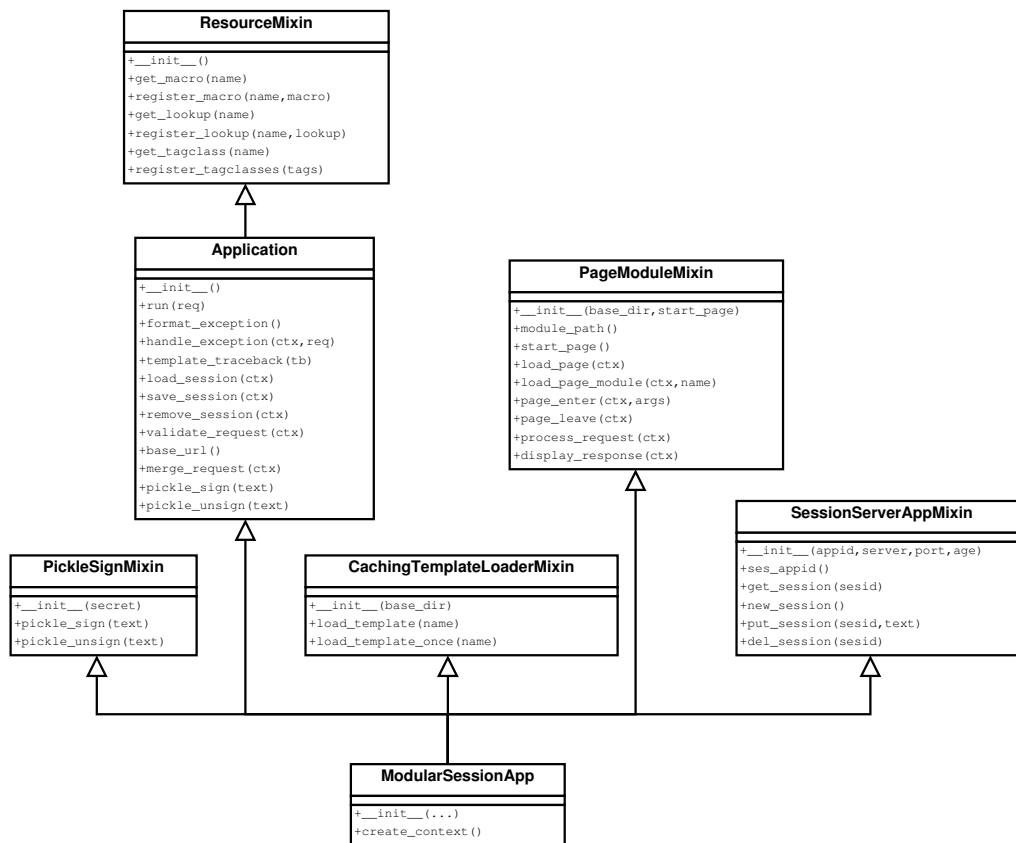 ResourceMixin
+__init__()
+get_macro(name)
+register_macro(name,macro)
+get_lookup(name)
+register_lookup(name,lookup)
+get_tagclass(name)
+register_tagclasses(tags)
Application
+__init__()
+run(req)
+format_exception()
+handle_exception(ctx,req)
+template_traceback(tb)
+load_session(ctx)
+save_session(ctx)
+remove_session(ctx)
+validate_request(ctx)
+base_url()
+merge_request(ctx)
+pickle_sign(text)
+pickle_unsign(text)
PageModuleMixin
+__init__(base_dir,start_page)
+module_path()
+start_page()
+load_page(ctx)
+load_page_module(ctx,name)
+page_enter(ctx,args)
+page_leave(ctx)
+process_request(ctx)
+display_response(ctx)
PickleSignMixin
+__init__(secret)
+pickle_sign(text)
+pickle_unsign(text)
CachingTemplateLoaderMixin
+__init__(base_dir)
+load_template(name)
+load_template_once(name)
SessionServerAppMixin
+__init__(appid,server,port,age)
+ses_appid()
+get_session(sesid)
+new_session()
+put_session(sesid,text)
+del_session(sesid)
ModularSessionApp
+__init__(...)
+create_context()